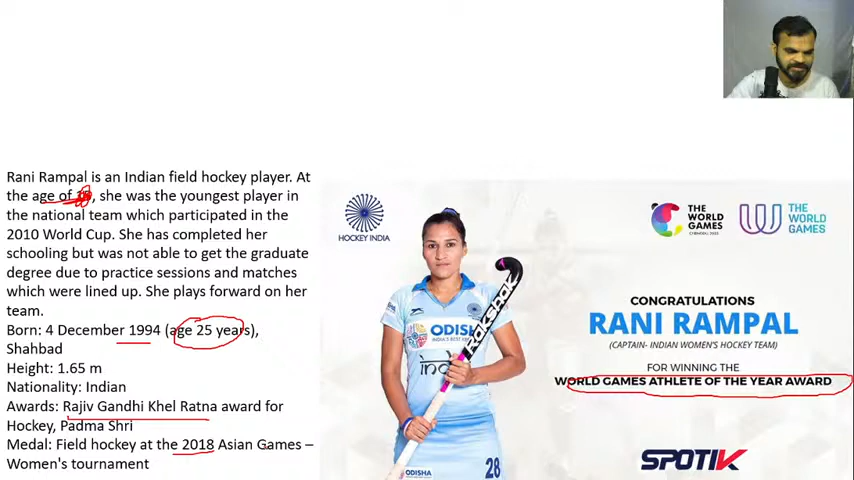 Rani Rampal is an Indian field hockey player. At
the age of , she was the youngest player in
the national team which participated in the
2010 World Cup. She has completed her
schooling but was not able to get the graduate
degree due to practice sessions and matches
which were lined up. She plays forward on her
team.
Born: 4 December 1994 (age 25 years),
Shahbad
Height: 1.65 m
Nationality: Indian
Awards: Rajiv Gandhi Khel Ratna award for
Hockey, Padma Shri
Medal: Field hockey at the 2018 Asian Games –
Women's tournament
HOCKEY INDIA
THE
WORLD
GAMES
THE
WORLD
GAMES
CONGRATULATIONS
RANI RAMPAL
(CAPTAIN- INDIAN WOMEN'S HOCKEY TEAM)
FOR WINNING THE
WORLD GAMES ATHLETE OF THE YEAR AWARD
SPOTIK
ODISHA
INDIA'S BEST
India
Rakshak
ODISHA
28